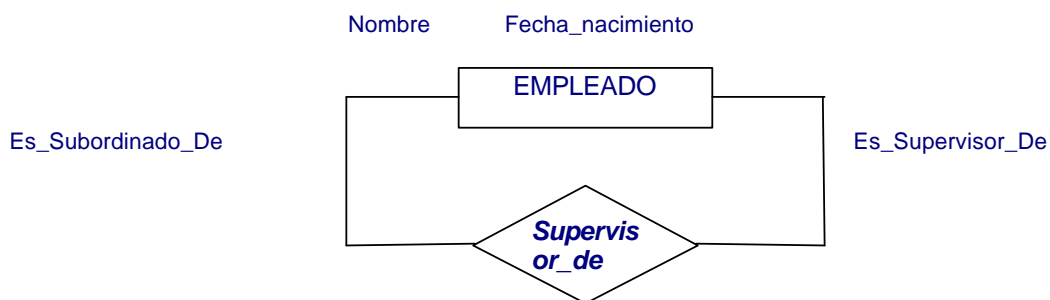 Nombre Fecha_nacimiento
EMPLEADO
Es_Subordinado_De Es_Supervisor_De
Supervis
or_de